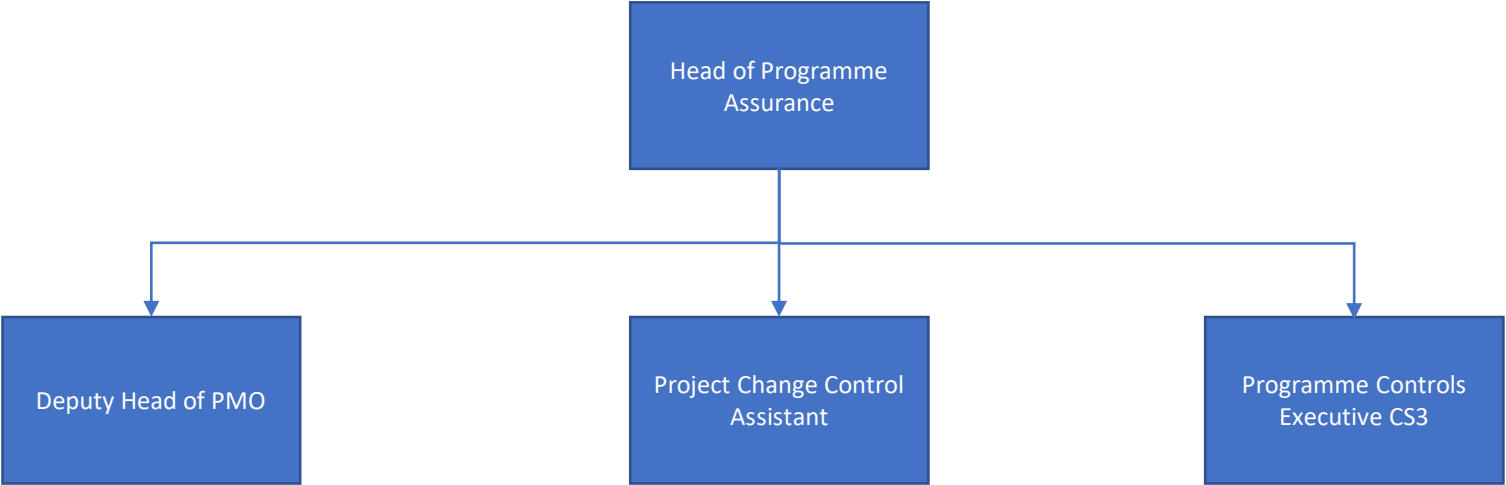 Head of Programme
Assurance
Deputy Head of PMO
Project Change Control
Assistant
Programme Controls
Executive CS3